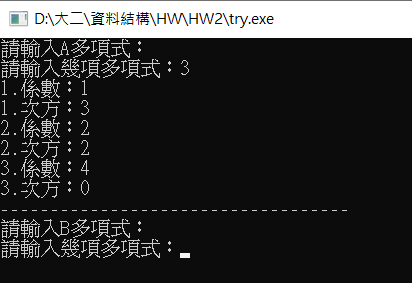 D:\大二\資料結構\HW\HW2\try.exe
請輸入A多項式：
請輸入幾項多項式：3
1.係數：1
1.次方：3
2.係數：2
2.次方：2
3.係數：4
3.次方：0
-----------------------------------
請輸入B多項式：
請輸入幾項多項式：